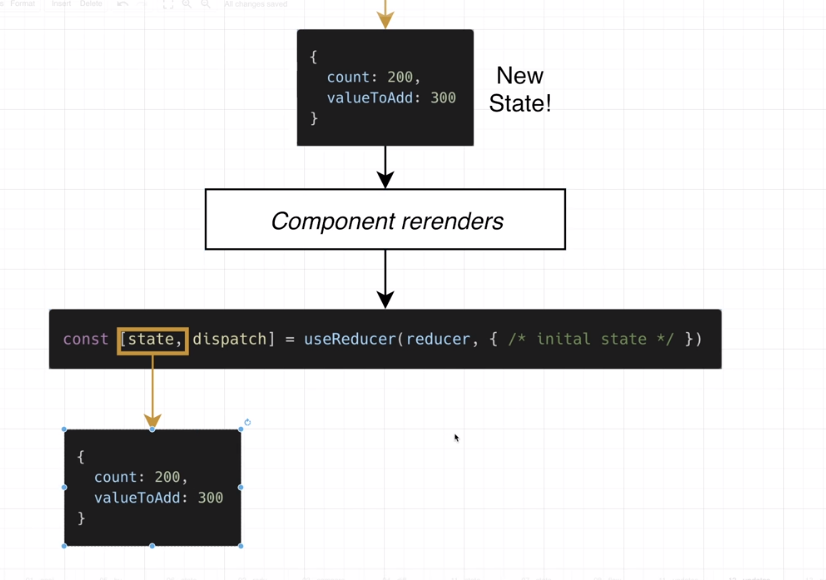 Format Insert Delete All changes saved
{
count: 200,
valueToAdd: 300
}
New
State!
Component rerenders
const [state, dispatch] = useReducer(reducer, { /* inital state */ })
{
count: 200,
valueToAdd: 300
}